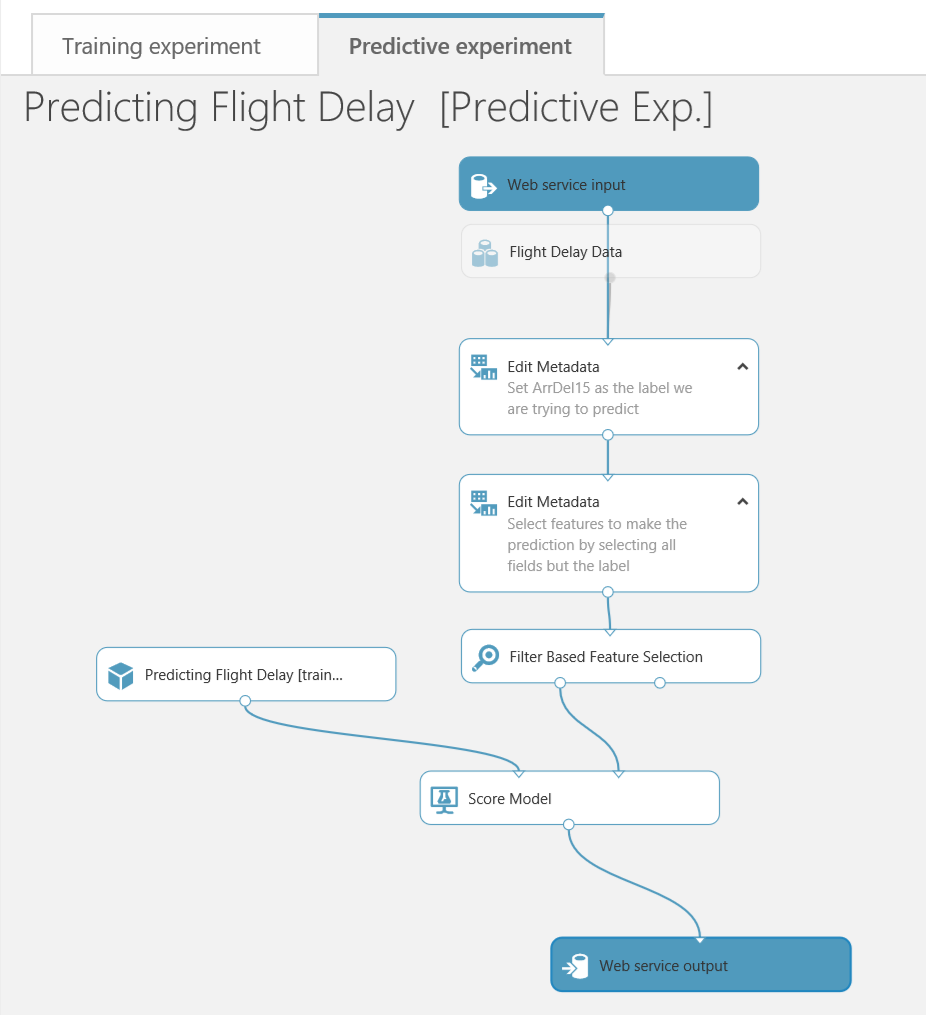 Training experiment
Predictive experiment
Predicting Flight Delay [Predictive Exp.]
Web service input
Flight Delay Data
Edit Metadata
Set ArrDel15 as the label we
are trying to predict
Edit Metadata
Select features to make the
prediction by selecting all
fields but the label
Filter Based Feature Selection
Predicting Flight Delay [train...
Score Model
Web service output